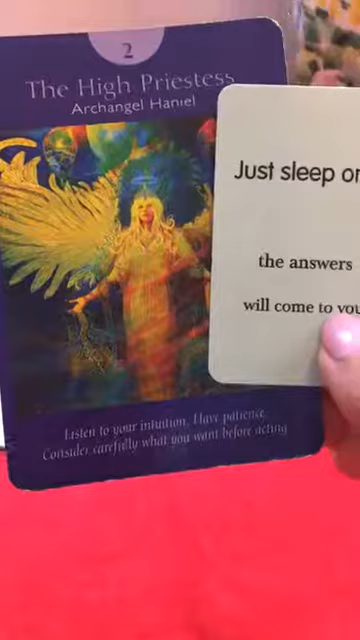 2
The High Priestess
Archangel Haniel
Listen to your intuition. Have patience.
Consider carefully what you want before acting
Just sleep on
the answers
will come to you